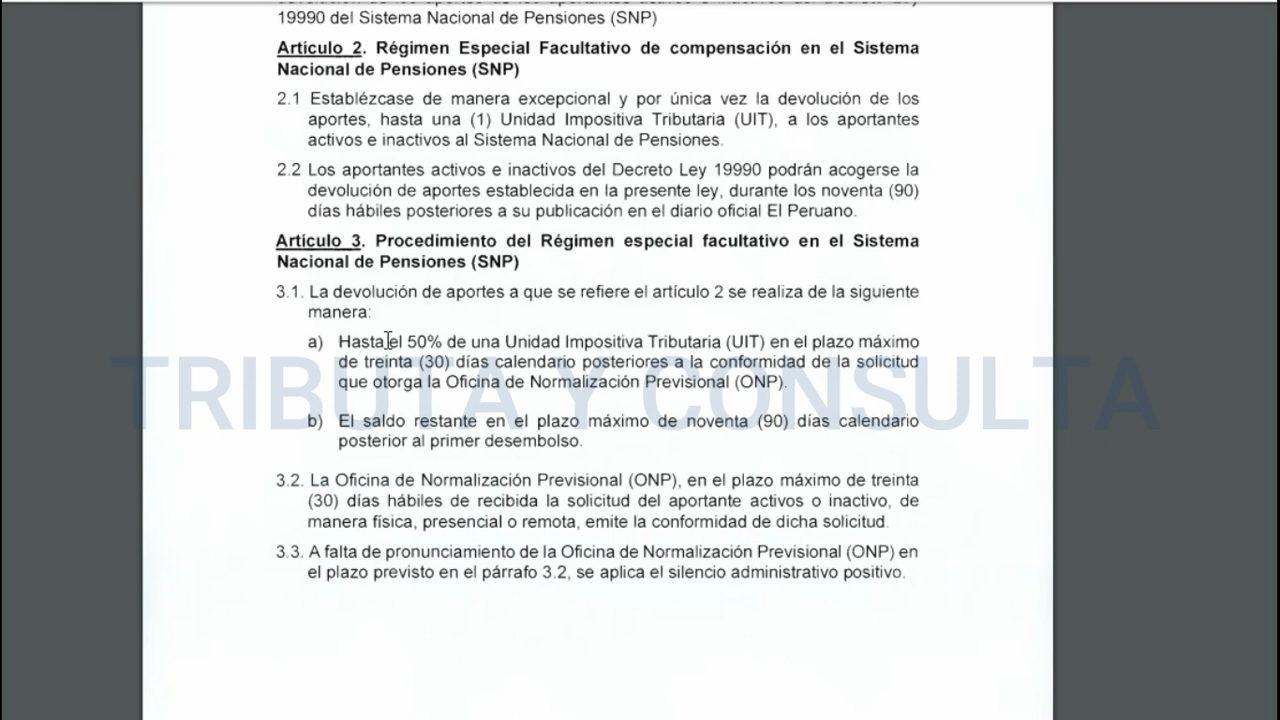 19990 del Sistema Nacional de Pensiones (SNP)
Artículo 2. Régimen Especial Facultativo de compensación en el Sistema
Nacional de Pensiones (SNP)
2.1 Establézcase de manera excepcional y por única vez la devolución de los
aportes, hasta una (1) Unidad Impositiva Tributaria (UIT), a los aportantes
activos e inactivos al Sistema Nacional de Pensiones.
2.2 Los aportantes activos e inactivos del Decreto Ley 19990 podrán acogerse la
devolución de aportes establecida en la presente ley, durante los noventa (90)
días hábiles posteriores a su publicación en el diario oficial El Peruano.
Artículo 3. Procedimiento del Régimen especial facultativo en el Sistema
Nacional de Pensiones (SNP)
3.1. La devolución de aportes a que se refiere el artículo 2 se realiza de la siguiente
manera:
a) Hasta el 50% de una Unidad Impositiva Tributaria (UIT) en el plazo máximo
de treinta (30) días calendario posteriores a la conformidad de la solicitud
que otorga la Oficina de Normalización Previsional (ONP).
TRIBUTA Y CONSULTA
b) El saldo restante en el plazo máximo de noventa (90) días calendario
posterior al primer desembolso.
3.2. La Oficina de Normalización Previsional (ONP), en el plazo máximo de treinta
(30) días hábiles de recibida la solicitud del aportante activos o inactivo, de
manera física, presencial o remota, emite la conformidad de dicha solicitud.
3.3. A falta de pronunciamiento de la Oficina de Normalización Previsional (ONP) en
el plazo previsto en el párrafo 3.2, se aplica el silencio administrativo positivo.